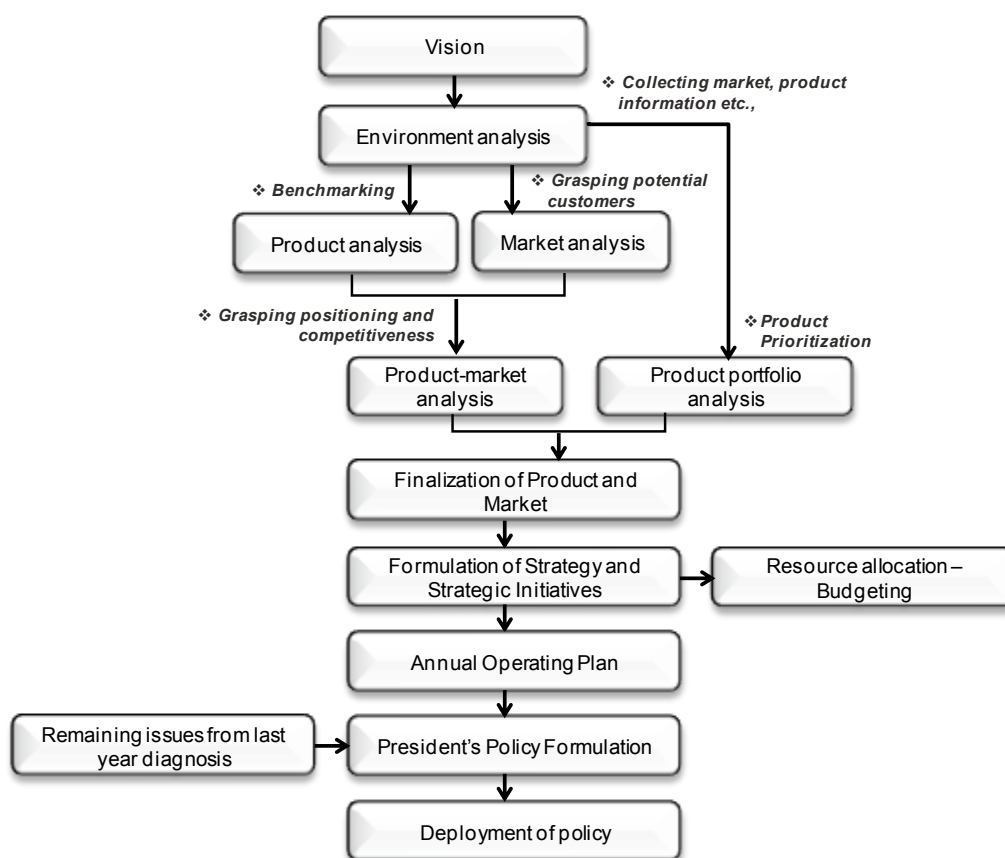 Vision
❖ Collecting market, product
information etc.,
Environment analysis
❖ Benchmarking
❖ Grasping potential
customers
Product analysis
Market analysis
❖ Grasping positioning and
competitiveness
❖ Product
Prioritization
Product-market
analysis
Product portfolio
analysis
Finalization of Product and
Market
Formulation of Strategy and
Strategic Initiatives
Resource allocation –
Budgeting
Annual Operating Plan
Remaining issues from last
year diagnosis
President’s Policy Formulation
Deployment of policy